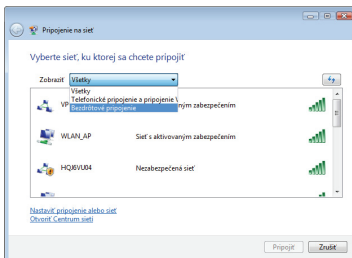 Pripojenie na sieť
Vyberte sieť, ku ktorej sa chcete pripojiť
Zobraziť Všetky
Všetky
Telefonické pripojenie a pripojenie
Bezdrôtové pripojenie
VP ným zabezpečením
WLAN_AP Sieť s aktivovaným zabezpečením
HQJ6VU04 Nezabezpečená sieť
Nastaviť pripojenie alebo sieť
Otvoriť Centrum sietí
Pripojiť Zrušiť